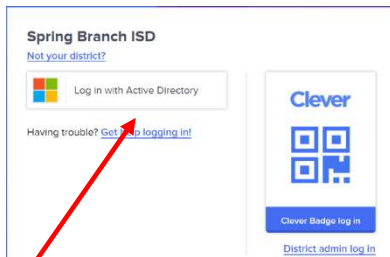 Spring Branch ISD
Not your district?
Log in with Active Directory
Having trouble? Get help logging in!
Clever
Clever Badge log in
District admin log in